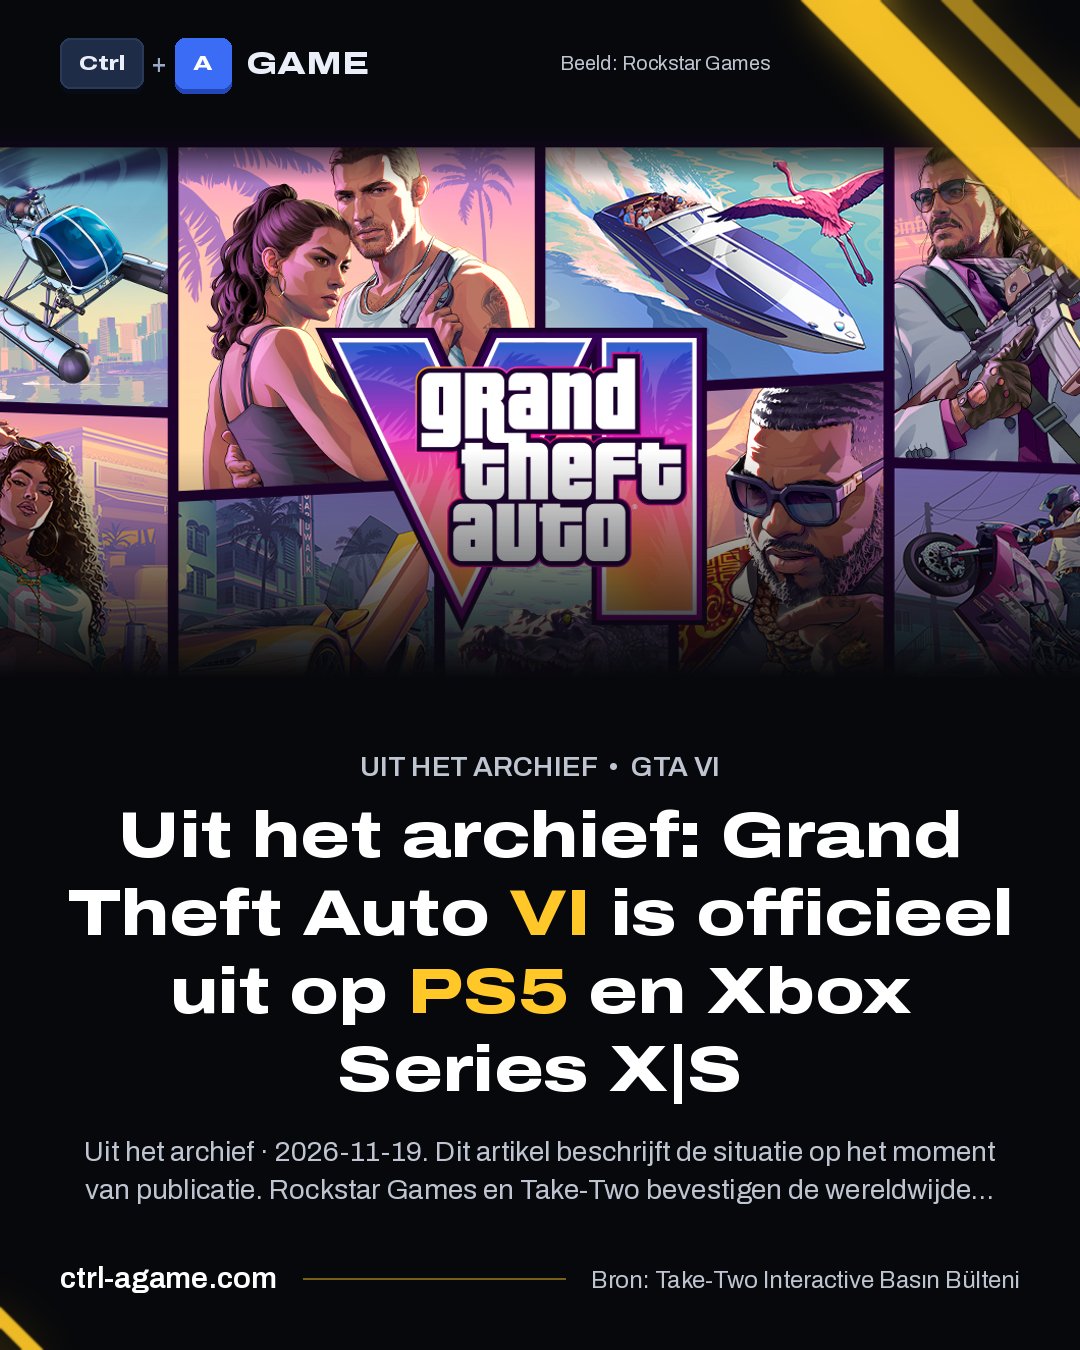 Ctrl + A GAME
Beeld: Rockstar Games
grand
theft
auto
VI
UIT HET ARCHIEF • GTA VI
Uit het archief: Grand
Theft Auto VI is officieel
uit op PS5 en Xbox
Series X|S
Uit het archief · 2026-11-19. Dit artikel beschrijft de situatie op het moment
van publicatie. Rockstar Games en Take-Two bevestigen de wereldwijde...
ctrl-agame.com
Bron: Take-Two Interactive Basın Bülteni